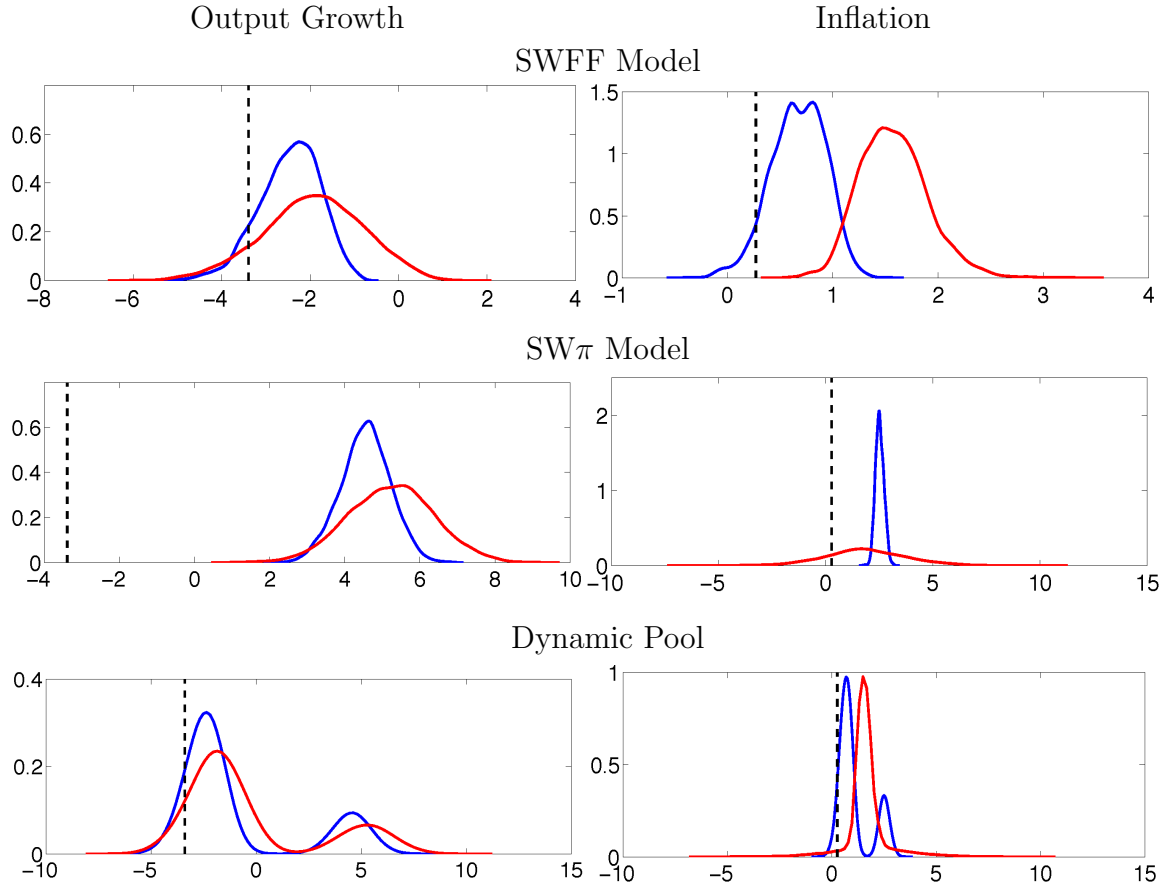 Output Growth Inflation
SWFF Model
0.6 1.5
0.4 1
0.2 0.5
0 0
−8 −6 −4 −2 0 2 4 −1 0 1 2 3 4
SWπ Model
0.6 2
0.4 1
0.2
0 0
−4 −2 0 2 4 6 8 10 −10 −5 0 5 10 15
Dynamic Pool
0.4 1
0.2 0.5
0 0
−10 −5 0 5 10 15 −10 −5 0 5 10 15